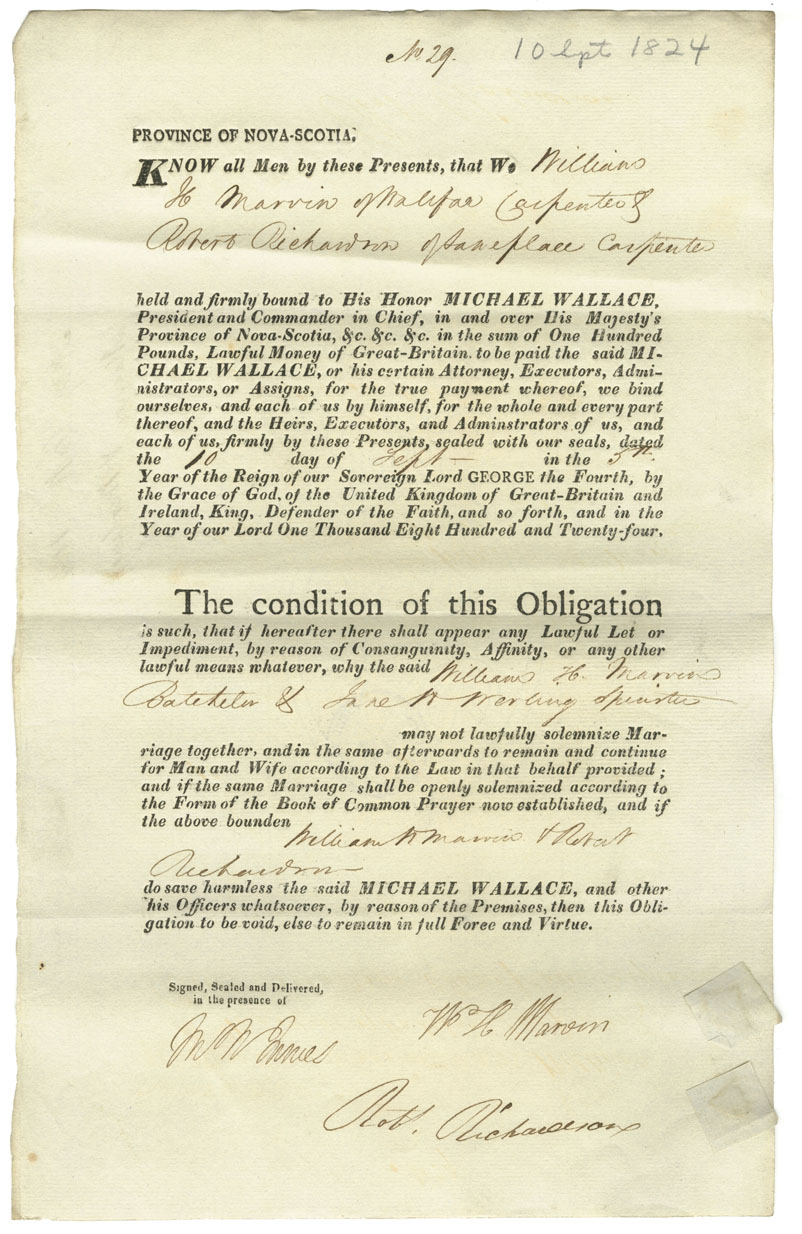 No 29.
10 Spt 1824
PROVINCE OF NOVA-SCOTIA.
KNOW all Men by these Presents, that We William
H Marvin of Halifax Carpenter &
Robert Richardson of same place Carpenter
held and firmly bound to His Honor MICHAEL WALLACE,
President and Commander in Chief, in and over His Majesty's
Province of Nova-Scotia, &c. &c. &c. in the sum of One Hundred
Pounds, Lawful Money of Great-Britain. to be paid the said MI-
CHAEL WALLACE, or his certain Attorney, Executors, Admi-
nistrators, or Assigns, for the true payment whereof, we bind
ourselves, and each of us by himself, for the whole and every part
thereof, and the Heirs, Executors, and Adminstrators of us, and
each of us, firmly by these Presents, sealed with our seals, dated
the 10 day of Sept in the 5th.
Year of the Reign of our Sovereign Lord GEORGE the Fourth, by
the Grace of God, of the United Kingdom of Great-Britain and
Ireland, King, Defender of the Faith, and so forth, and in the
Year of our Lord One Thousand Eight Hundred and Twenty-four.
The condition of this Obligation
is such, that if hereafter there shall appear any Lawful Let or
Impediment, by reason of Consanguinity, Affinity, or any other
lawful means whatever, why the said William H. Marvin
Batchelor & Jane Spinster
may not lawfully solemnize Mar-
riage together, and in the same afterwards to remain and continue
for Man and Wife according to the Law in that behalf provided;
and if the same Marriage shall be openly solemnized according to
the Form of the Book of Common Prayer now established, and if
the above bounden
William H Marvin & Robert
Richardson
do save harmless the said MICHAEL WALLACE, and other
his Officers whatsoever, by reason of the Premises, then this Obli-
gation to be void, else to remain in full Force and Virtue.
Signed, Sealed and Delivered,
in the presence of
Wm H Marvin
Robt. Richardson